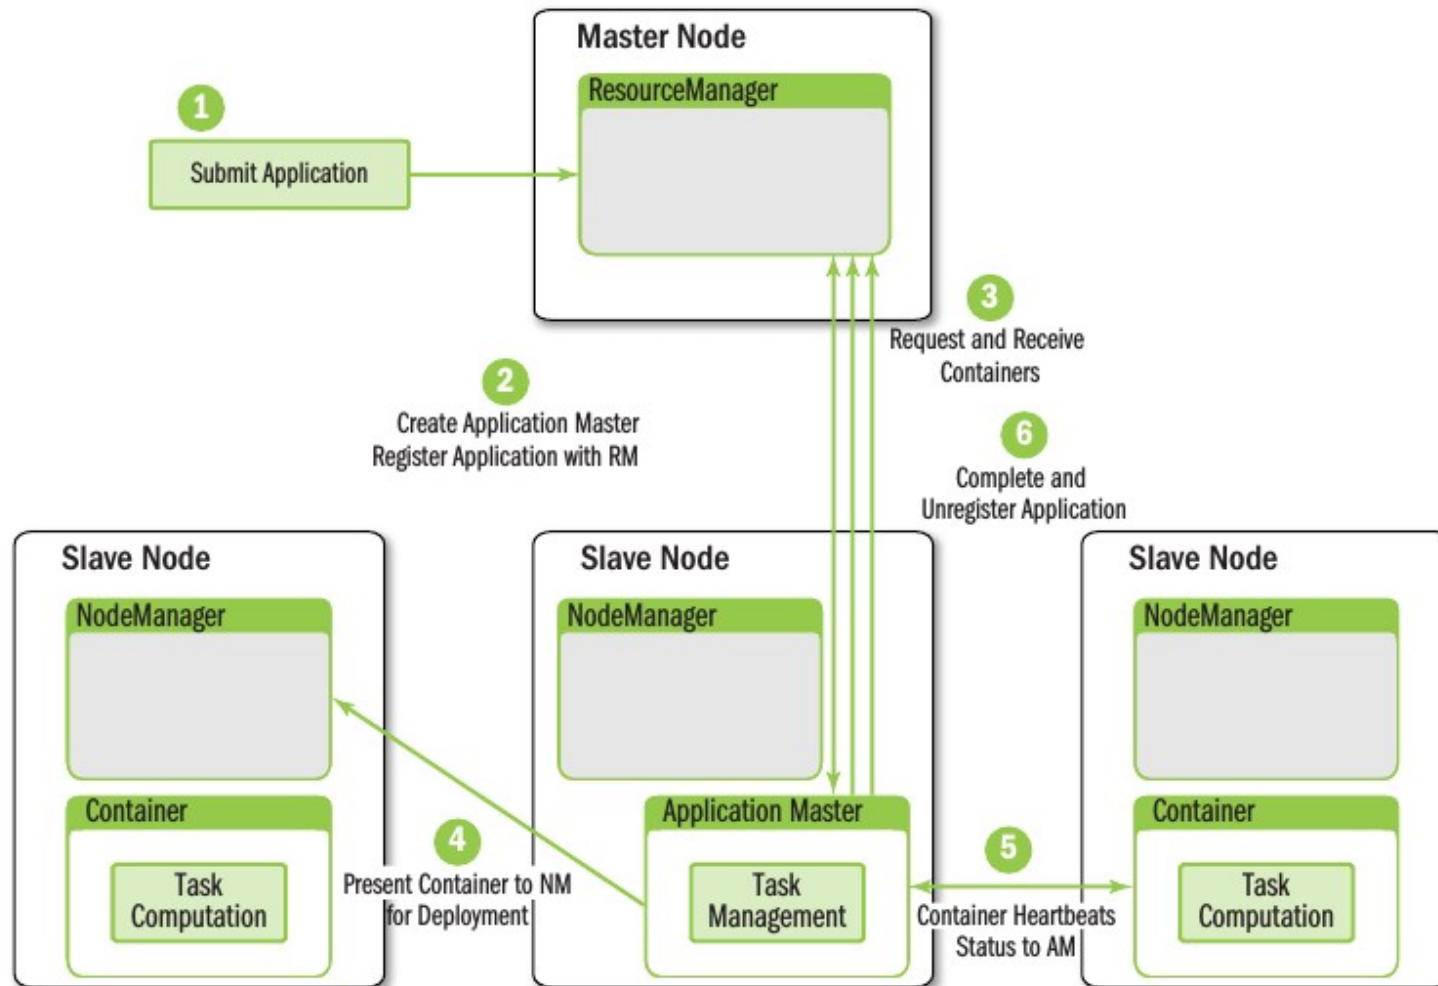 Master Node
ResourceManager
1
Submit Application
3
Request and Receive
Containers
2
Create Application Master
Register Application with RM
6
Complete and
Unregister Application
Slave Node
NodeManager
Container
Task
Computation
4
Present Container to NM
for Deployment
Slave Node
NodeManager
Application Master
Task
Management
5
Container Heartbeats
Status to AM
Slave Node
NodeManager
Container
Task
Computation